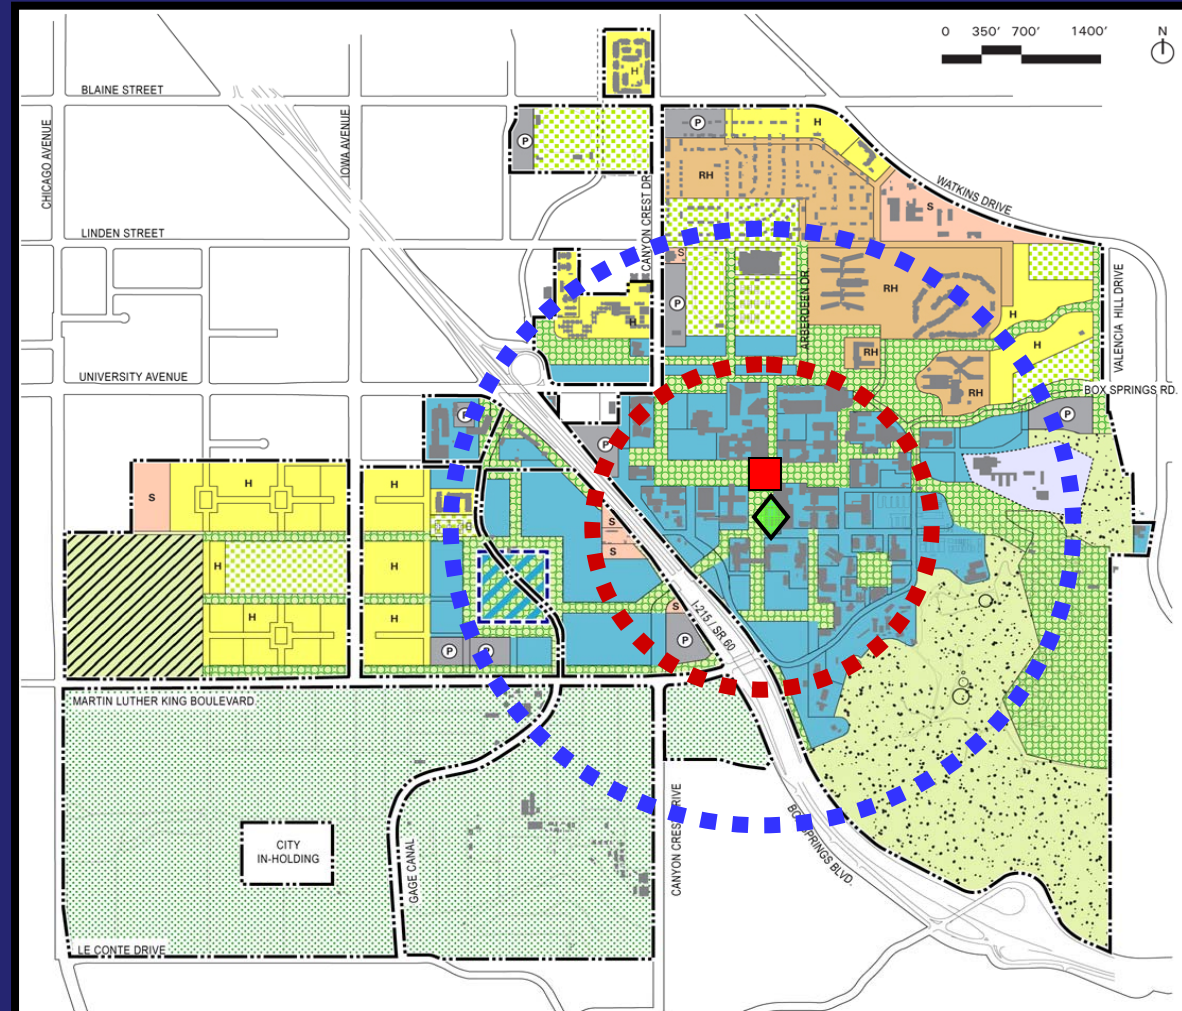 0 350' 700' 1400'
N
BLAINE STREET
CHICAGO AVENUE
IOWA AVENUE
H
P
P
H
RH
S
WATKINS DRIVE
CANYON CREST DR
LINDEN STREET
S
P
ARBERDEEN DR.
RH
H
H
H
VALENCIA HILL DRIVE
RH
UNIVERSITY AVENUE
RH
BOX SPRINGS RD.
P
P
P
S
H
H
S
S
H
H
H
H
S
I-215 / SR 60
P
P
P
MARTIN LUTHER KING BOULEVARD
CITY
IN-HOLDING
GAGE CANAL
CANYON CREST DRIVE
BOX SPRINGS BLVD.
LE CONTE DRIVE